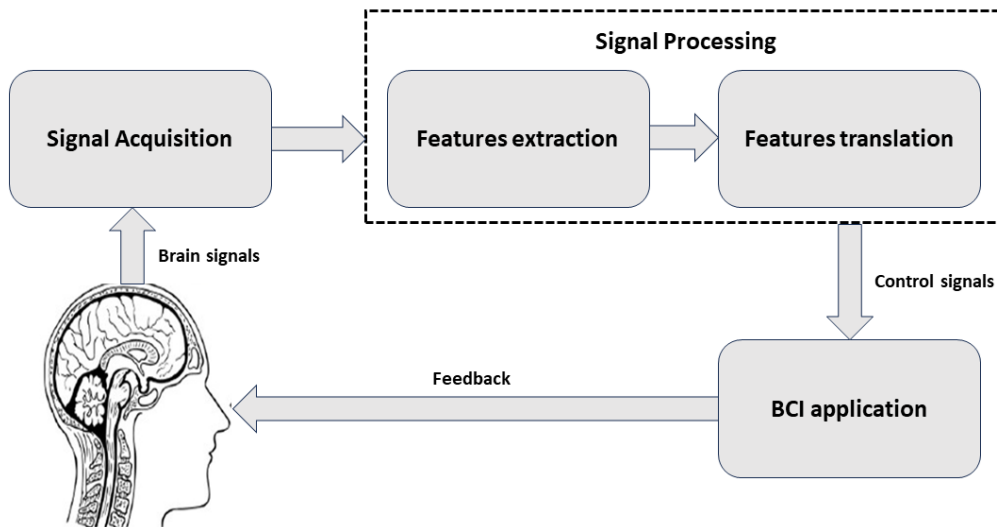 Signal Processing
Signal Acquisition
Features extraction
Features translation
Brain signals
Control signals
Feedback
BCI application